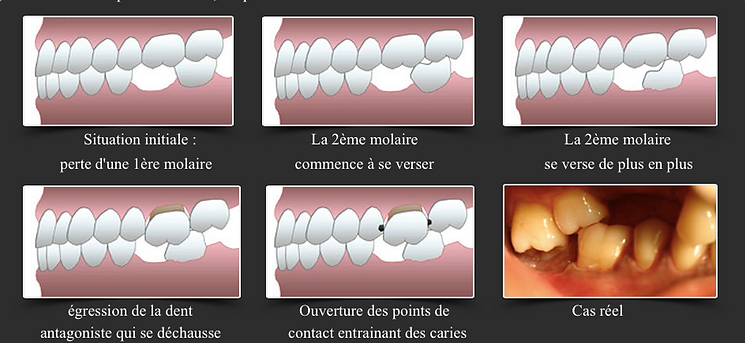 Situation initiale :
perte d'une 1ère molaire
La 2ème molaire
commence à se verser
La 2ème molaire
se verse de plus en plus
égression de la dent
antagoniste qui se déchausse
Ouverture des points de
contact entrainant des caries
Cas réel